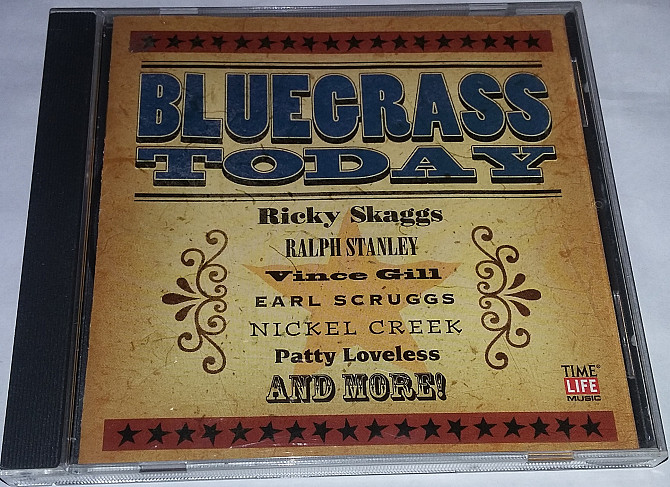 BLUEGRASS
TODAY
Ricky Skaggs
RALPH STANLEY
Vince Gill
EARL SCRUGGS
NICKEL CREEK
Patty Loveless
AND MORE!
TIME®
LIFE
MUSIC